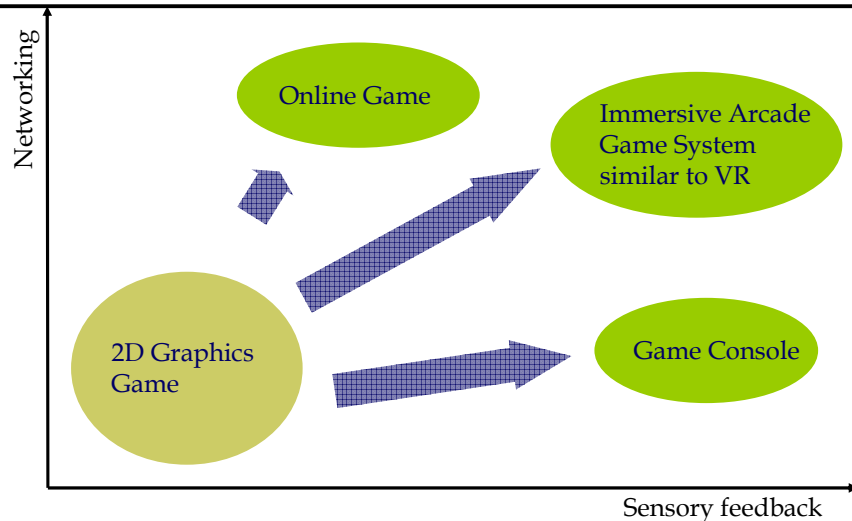 Networking
Online Game
Immersive Arcade
Game System
similar to VR
2D Graphics
Game
Game Console
Sensory feedback